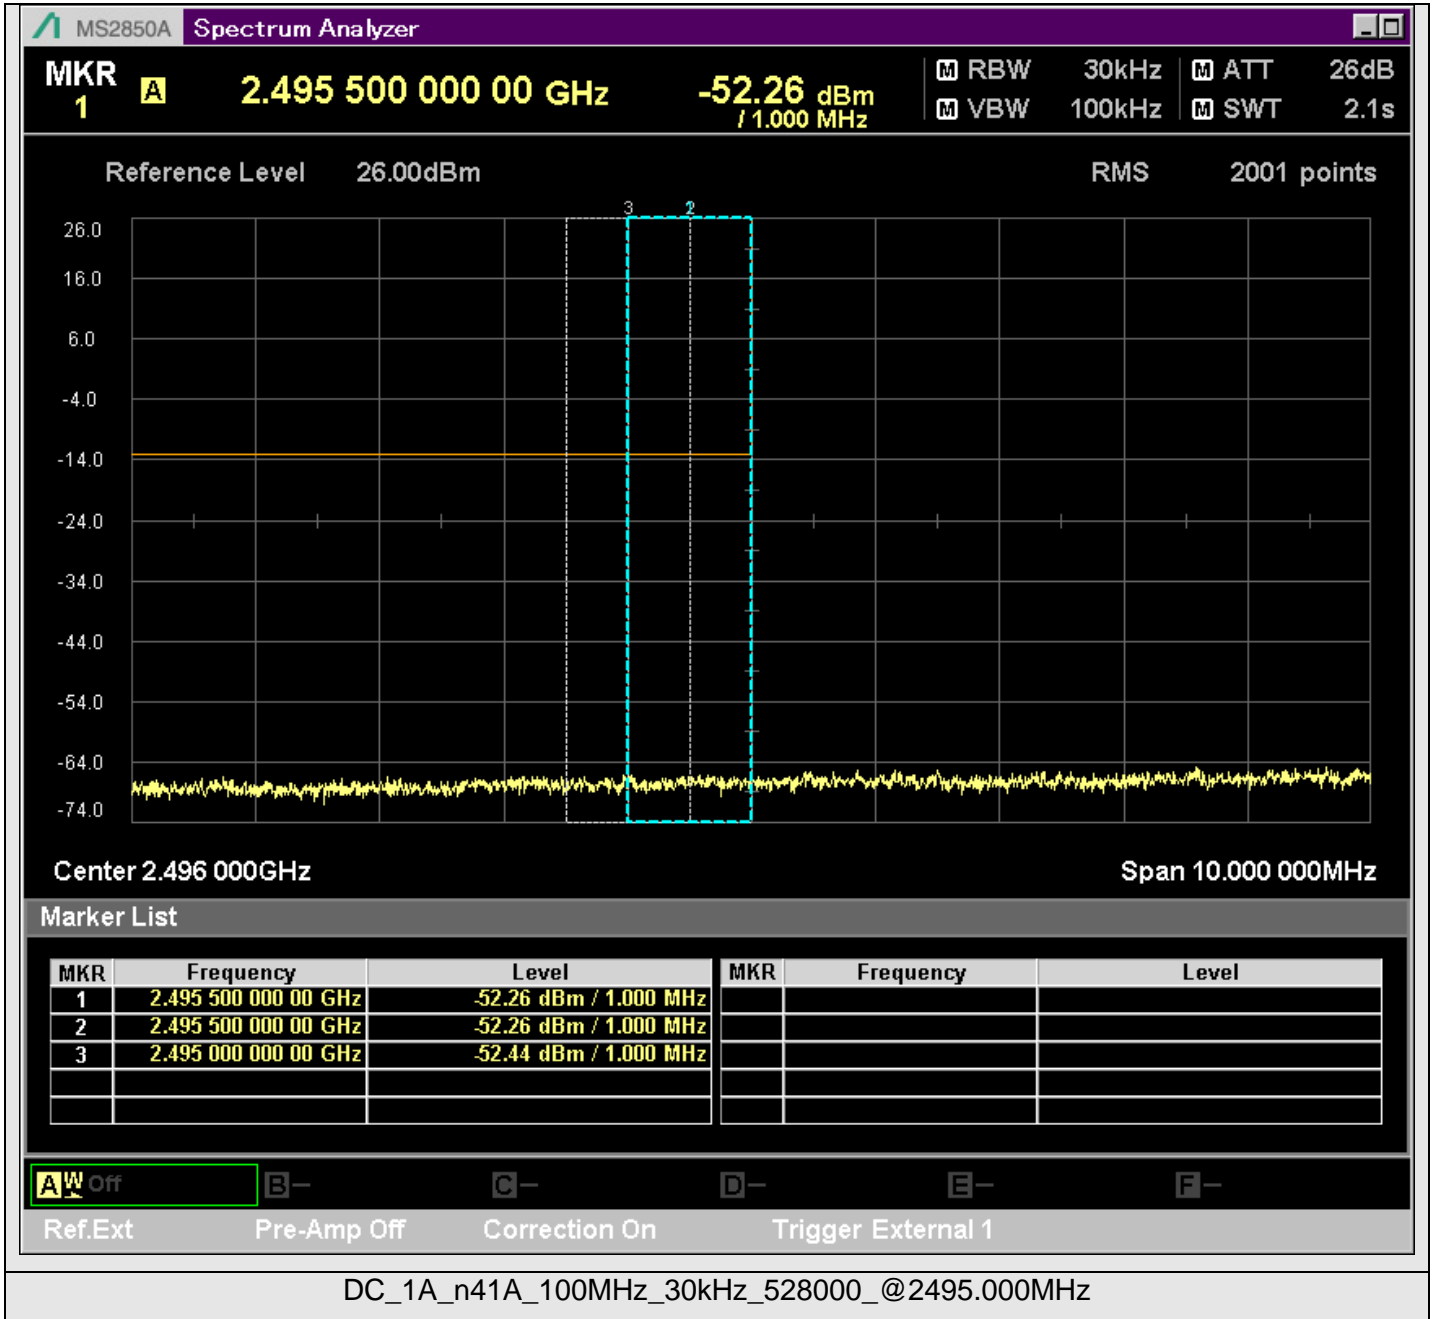 MS2850A Spectrum Analyzer
MKR 1 A 2.495 500 000 00 GHz -52.26 dBm / 1.000 MHz
M RBW 30kHz M ATT 26dB
M VBW 100kHz M SWT 2.1s
Reference Level 26.00dBm RMS 2001 points
3 2
26.0
16.0
6.0
-4.0
-14.0
-24.0
-34.0
-44.0
-54.0
-64.0
-74.0
Center 2.496 000GHz Span 10.000 000MHz
Marker List
MKR Frequency Level MKR Frequency Level
1 2.495 500 000 00 GHz -52.26 dBm / 1.000 MHz
2 2.495 500 000 00 GHz -52.26 dBm / 1.000 MHz
3 2.495 000 000 00 GHz -52.44 dBm / 1.000 MHz
A W Off B - C - D - E - F -
Ref.Ext Pre-Amp Off Correction On Trigger External 1
DC_1A_n41A_100MHz_30kHz_528000_@2495.000MHz